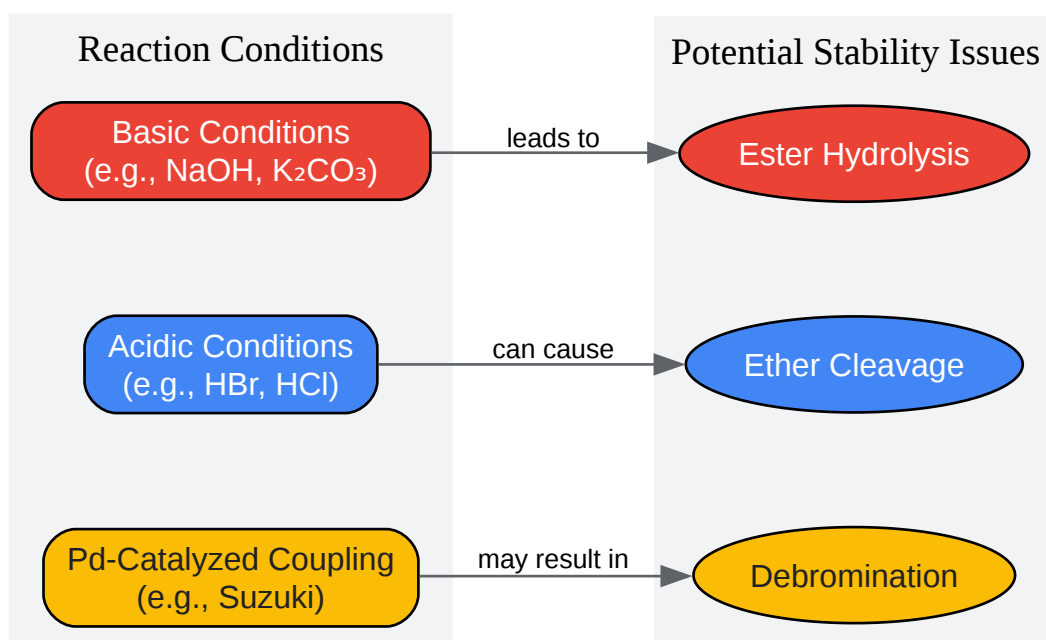 Reaction Conditions
Potential Stability Issues
Basic Conditions
(e.g., NaOH, K₂CO₃)
leads to
Ester Hydrolysis
Acidic Conditions
(e.g., HBr, HCl)
can cause
Ether Cleavage
Pd-Catalyzed Coupling
(e.g., Suzuki)
may result in
Debromination